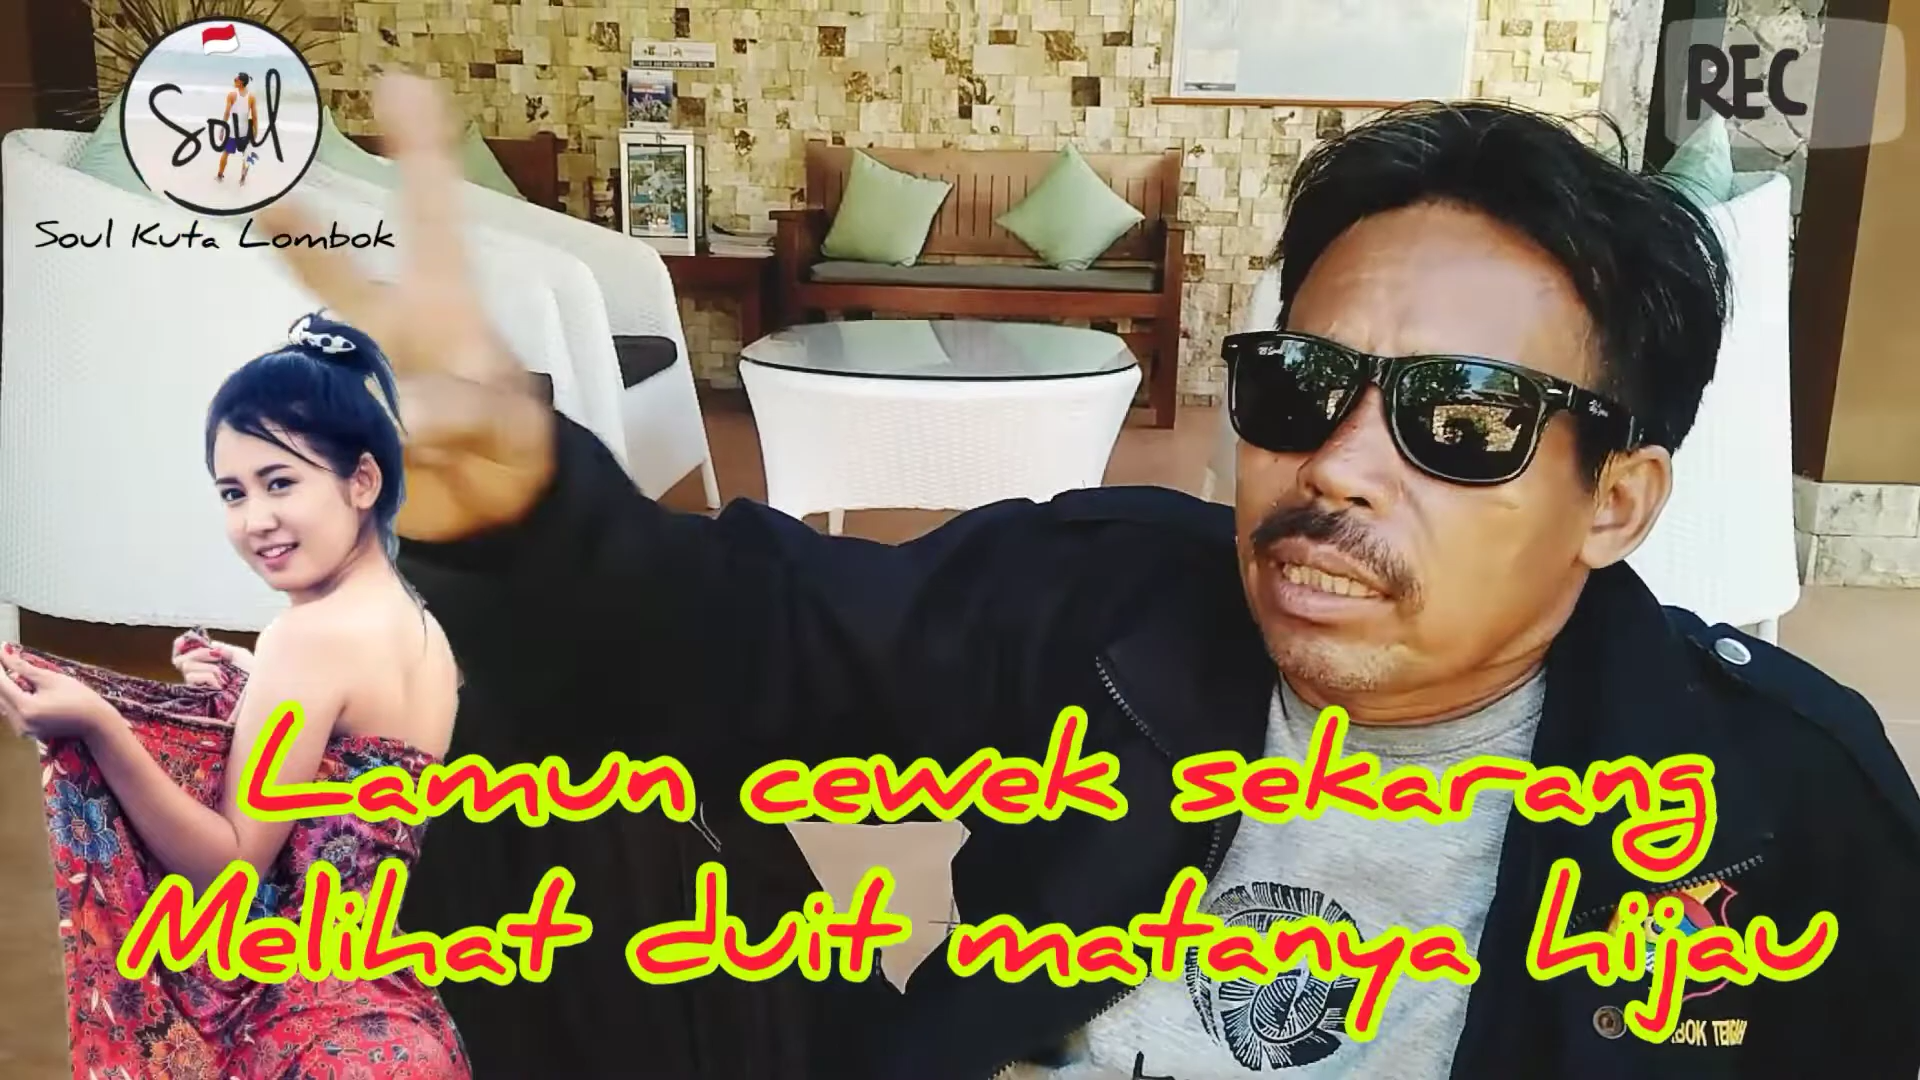 Soul
Soul Kuta Lombok
REC
Lamun cewek sekarang
Melihat duit matanya hijau